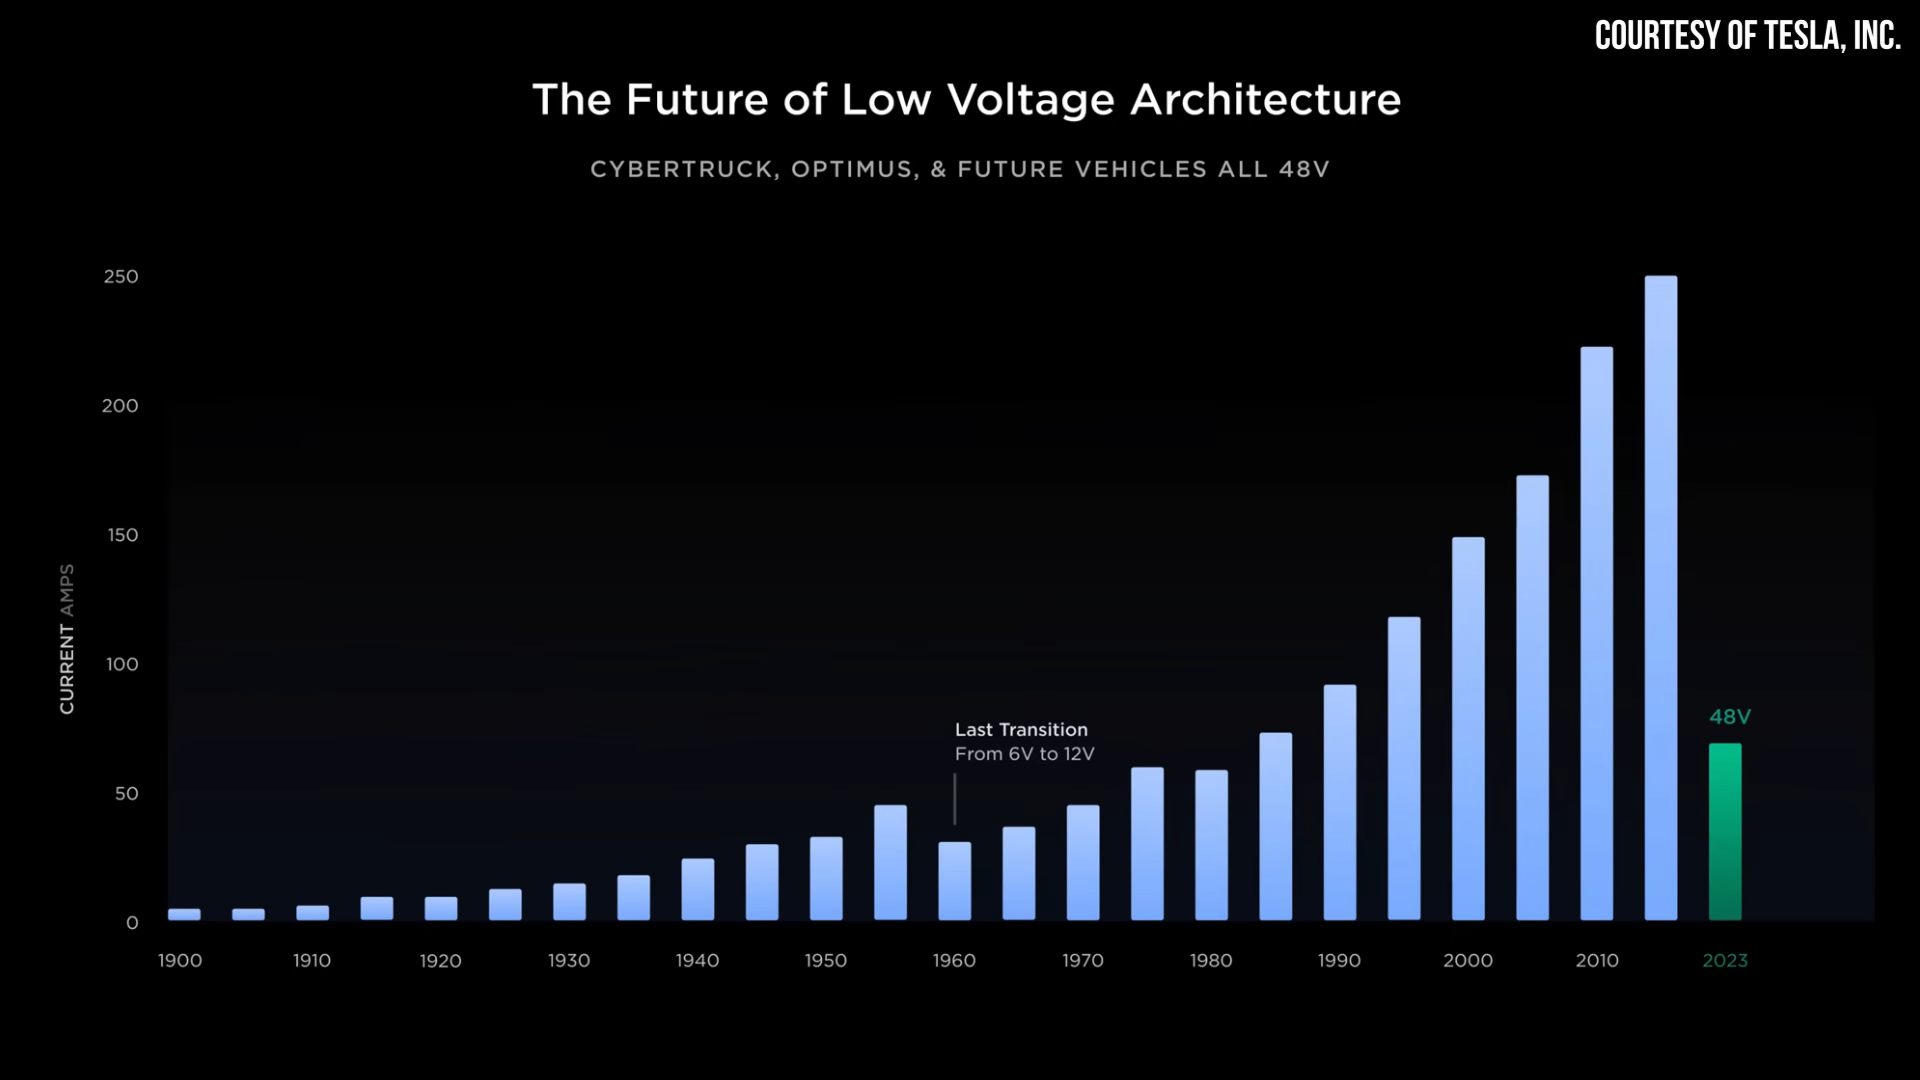 COURTESY OF TESLA, INC.
The Future of Low Voltage Architecture
CYBERTRUCK, OPTIMUS, & FUTURE VEHICLES ALL 48V
250
200
150
100
50
0
CURRENT AMPS
Last Transition
From 6V to 12V
48V
1900 1910 1920 1930 1940 1950 1960 1970 1980 1990 2000 2010 2023